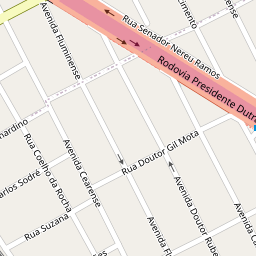 Rua Senador Nereu Ramos
Avenida Fluminense
Rodovia Presidente Dutra
Rua Coelho da Rocha
Avenida Cearense
Rua Doutor Gil Mota
Rua Suzana